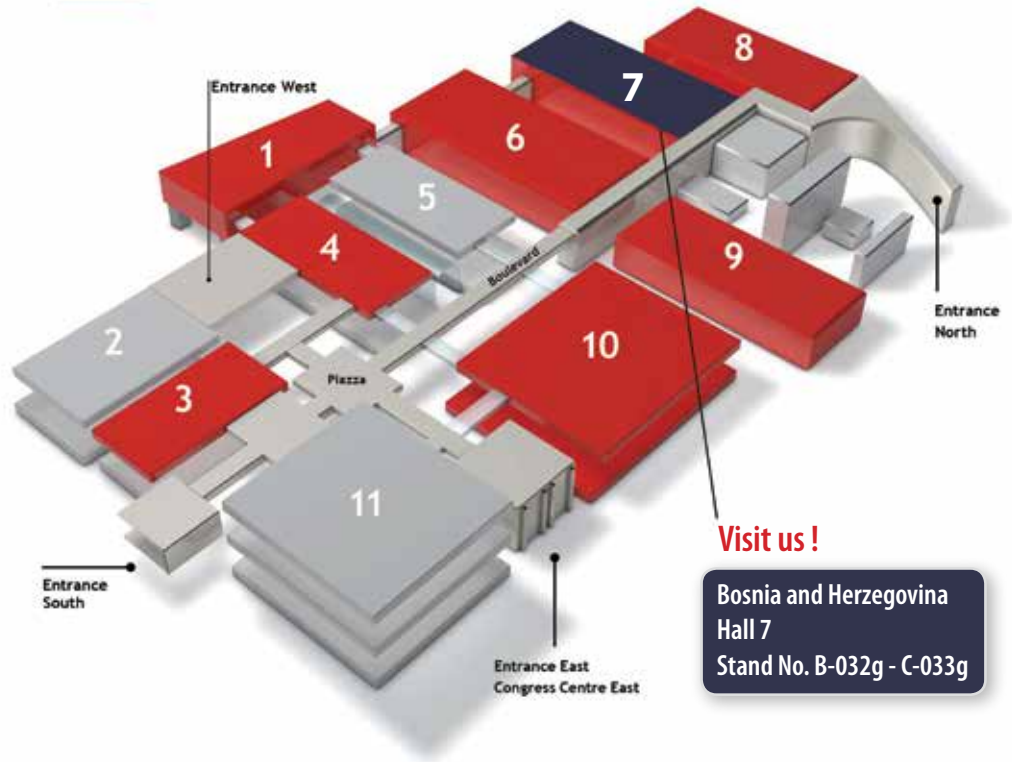 8
7
Entrance West
6
1
5
4
Boulevard
9
Entrance
North
2
10
Piazza
3
11
Visit us !
Bosnia and Herzegovina
Hall 7
Stand No. B-032g - C-033g
Entrance
South
Entrance East
Congress Centre East